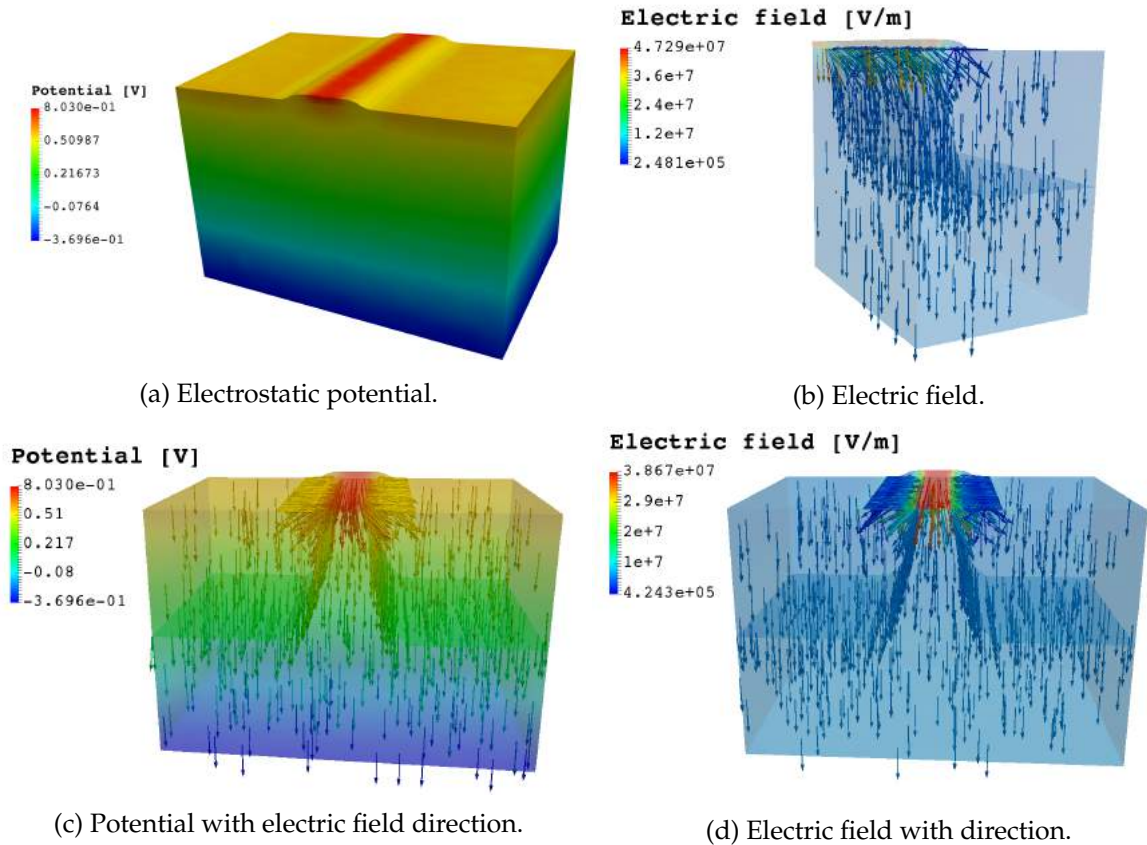 Potential [V]
8.030e-01
0.50987
0.21673
-0.0764
-3.696e-01
(a) Electrostatic potential.
Electric field [V/m]
4.729e+07
3.6e+7
2.4e+7
1.2e+7
2.481e+05
(b) Electric field.
Potential [V]
8.030e-01
0.51
0.217
-0.08
-3.696e-01
(c) Potential with electric field direction.
Electric field [V/m]
3.867e+07
2.9e+7
2e+7
1e+7
4.243e+05
(d) Electric field with direction.